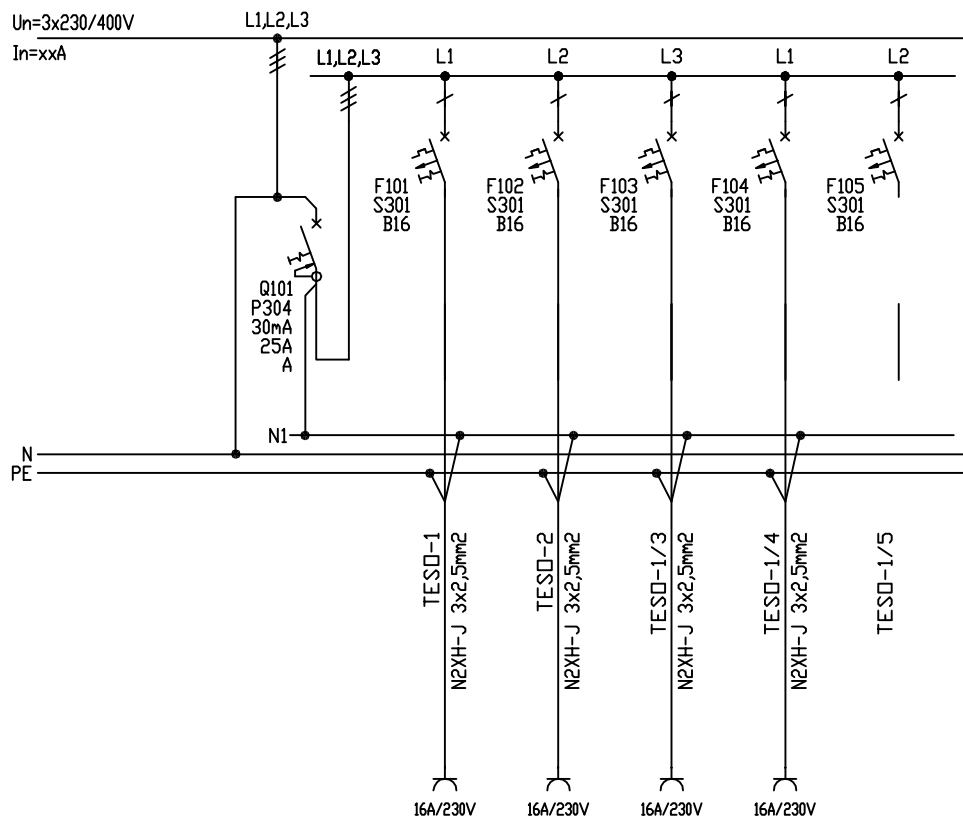 Un=3x230/400V
L1,L2,L3
In=xxA
L1,L2,L3
L1
L2
L3
L1
L2
F101
S301
B16
F102
S301
B16
F103
S301
B16
F104
S301
B16
F105
S301
B16
Q101
P304
30mA
25A
A
N1
N
PE
TESO-1
N2XH-J 3x2,5mm2
TESO-2
N2XH-J 3x2,5mm2
TESO-1/3
N2XH-J 3x2,5mm2
TESO-1/4
N2XH-J 3x2,5mm2
TESO-1/5
16A/230V
16A/230V
16A/230V
16A/230V